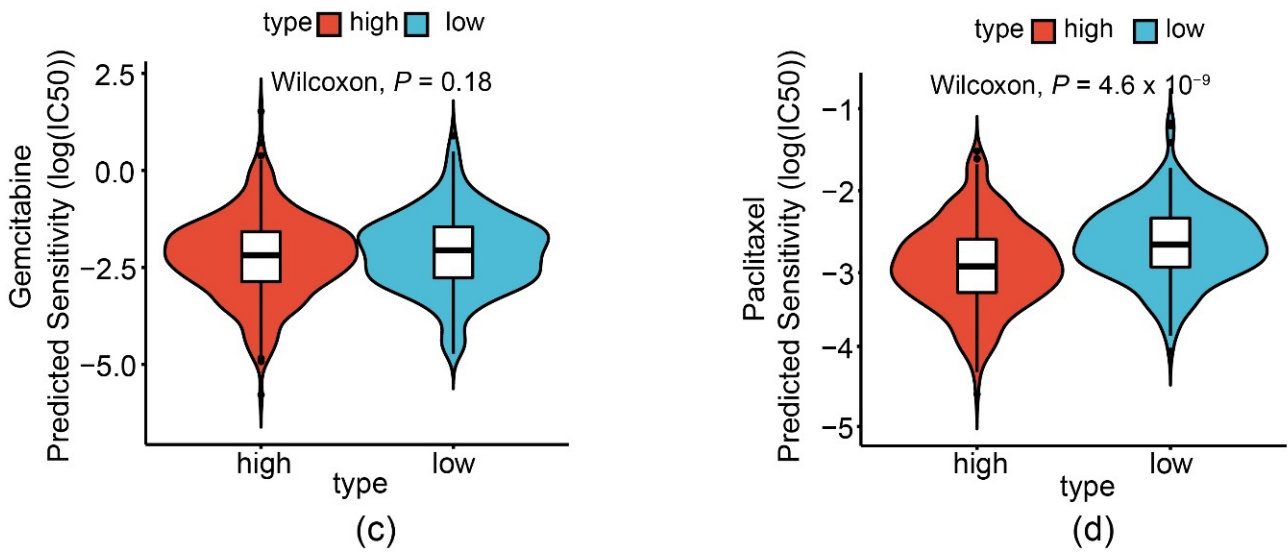 type high low
Gemcitabine
Predicted Sensitivity (log(IC50))
Wilcoxon, P = 0.18
2.5
0.0
−2.5
−5.0
high low
type
(c)
type high low
Paclitaxel
Predicted Sensitivity (log(IC50))
Wilcoxon, P = 4.6 x 10⁻⁹
−1
−2
−3
−4
−5
high low
type
(d)